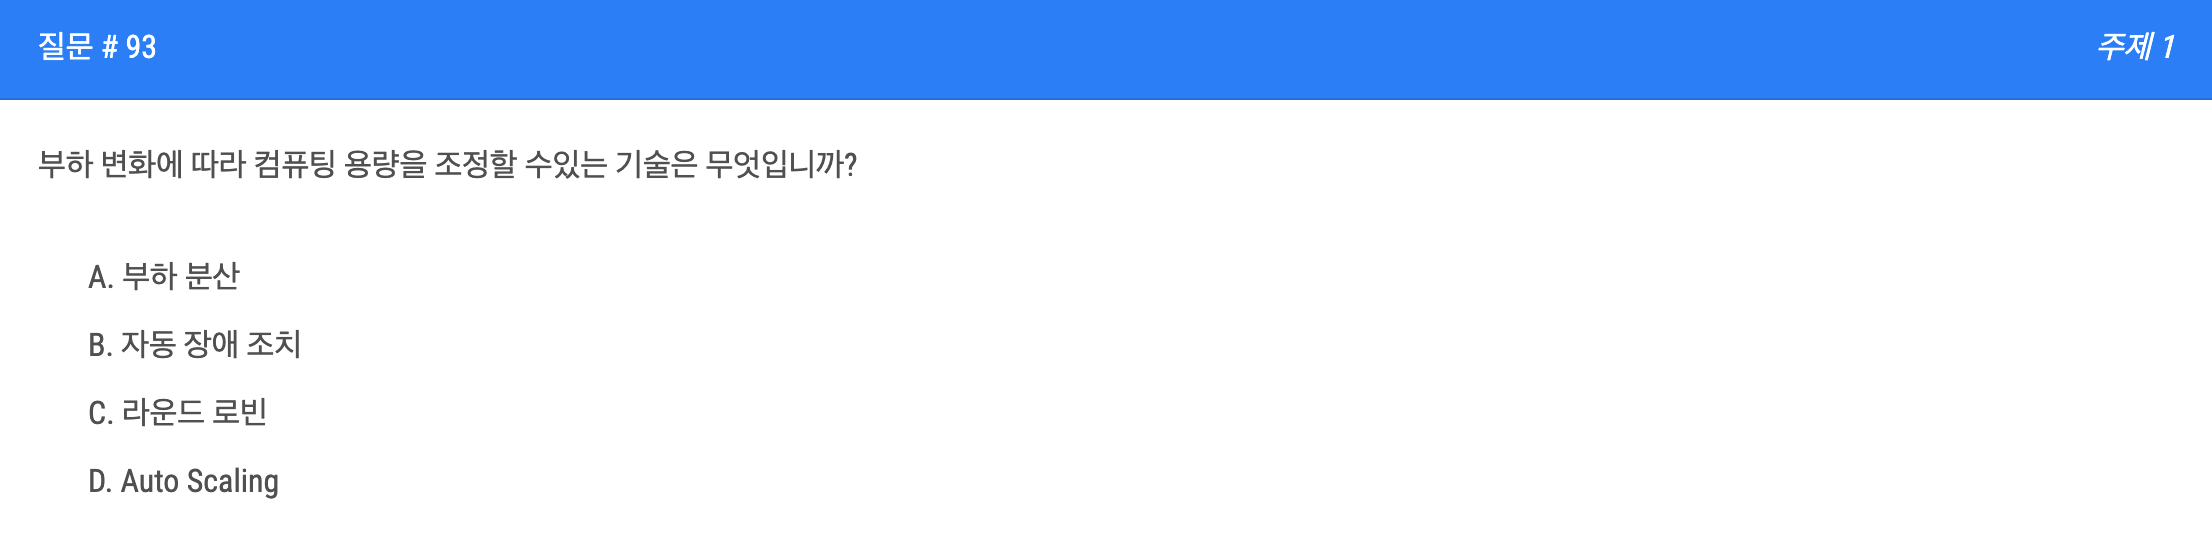 질문 # 93
주제 1
부하 변화에 따라 컴퓨팅 용량을 조정할 수있는 기술은 무엇입니까?
A. 부하 분산
B. 자동 장애 조치
C. 라운드 로빈
D. Auto Scaling